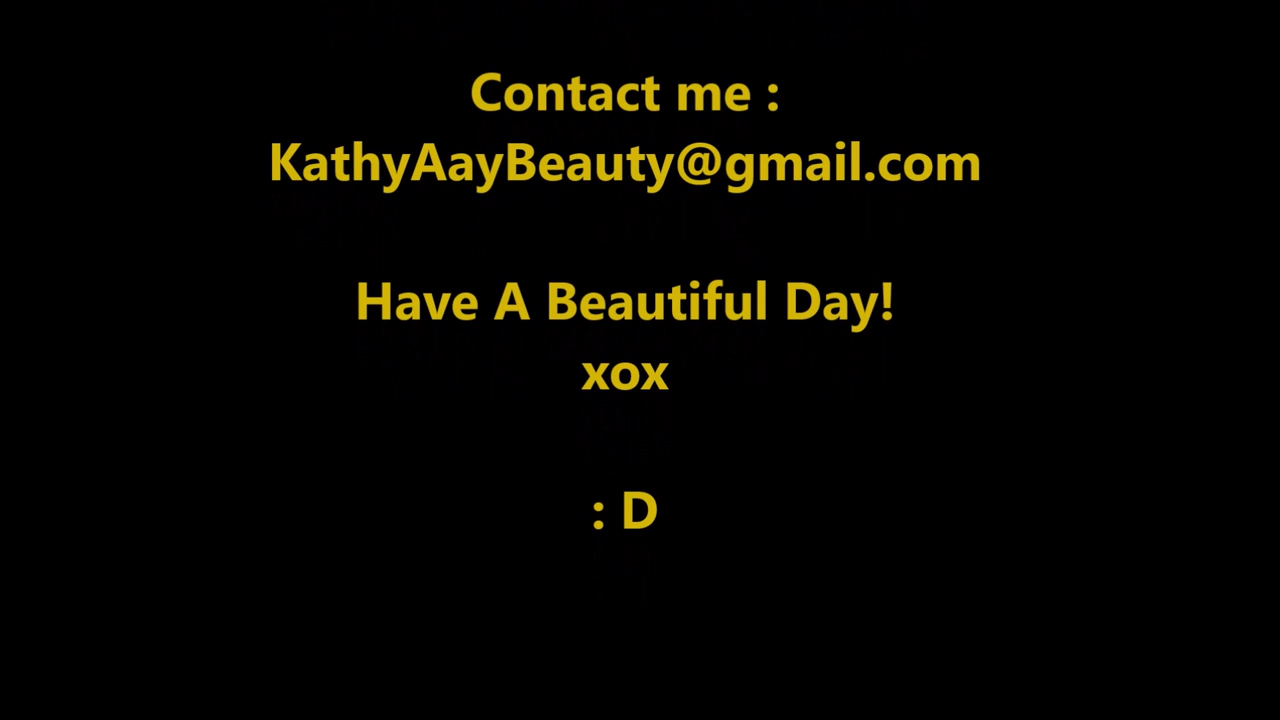 Contact me :
KathyAayBeauty@gmail.com
Have A Beautiful Day!
xox
: D